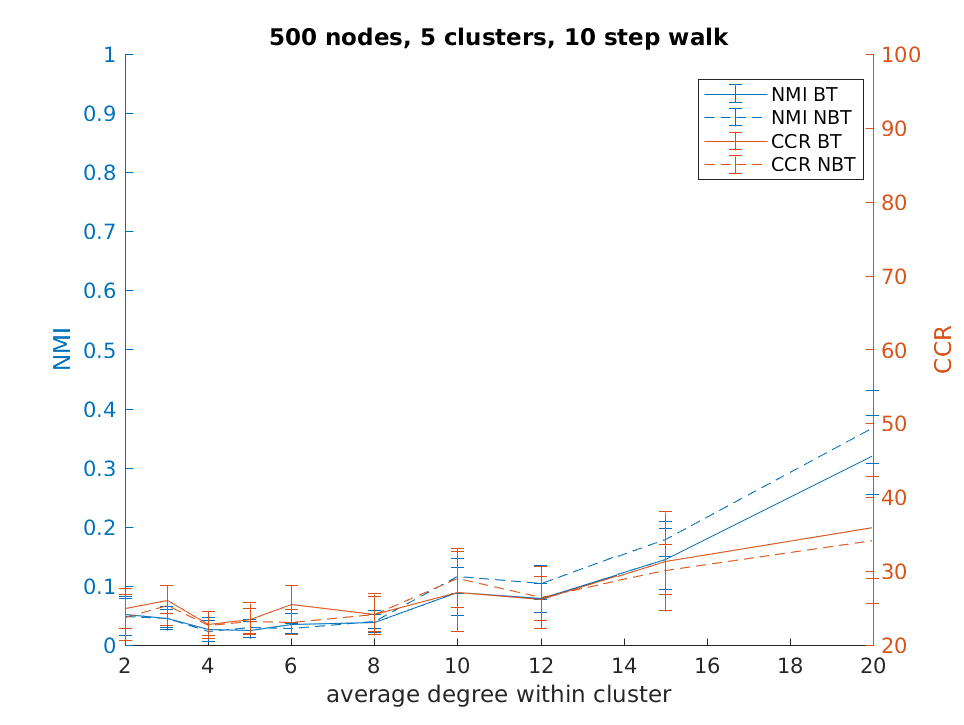 500 nodes, 5 clusters, 10 step walk
1
0.9
0.8
0.7
0.6
0.5
0.4
0.3
0.2
0.1
0
NMI
100
90
80
70
60
50
40
30
20
CCR
NMI BT
NMI NBT
CCR BT
CCR NBT
2 4 6 8 10 12 14 16 18 20
average degree within cluster